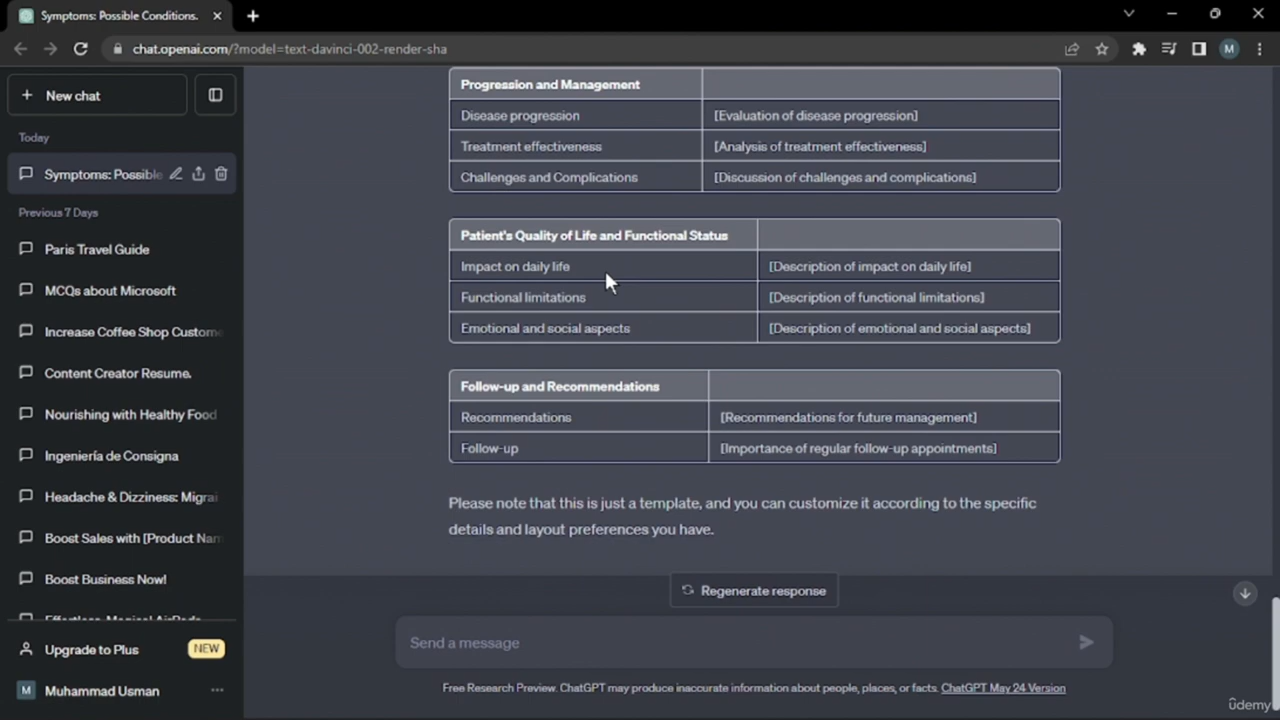 Symptoms: Possible Conditions.
chat.openai.com/?model=text-davinci-002-render-sha
M
New chat
Today
Symptoms: Possible
Previous 7 Days
Paris Travel Guide
MCQs about Microsoft
Increase Coffee Shop Custome
Content Creator Resume.
Nourishing with Healthy Food
Ingeniería de Consigna
Headache & Dizziness: Migrai
Boost Sales with [Product Nam
Boost Business Now!
Upgrade to Plus NEW
M Muhammad Usman
Progression and Management
Disease progression [Evaluation of disease progression]
Treatment effectiveness [Analysis of treatment effectiveness]
Challenges and Complications [Discussion of challenges and complications]
Patient's Quality of Life and Functional Status
Impact on daily life [Description of impact on daily life]
Functional limitations [Description of functional limitations]
Emotional and social aspects [Description of emotional and social aspects]
Follow-up and Recommendations
Recommendations [Recommendations for future management]
Follow-up [Importance of regular follow-up appointments]
Please note that this is just a template, and you can customize it according to the specific
details and layout preferences you have.
Regenerate response
Send a message
Free Research Preview. ChatGPT may produce inaccurate information about people, places, or facts. ChatGPT May 24 Version
ûdemy